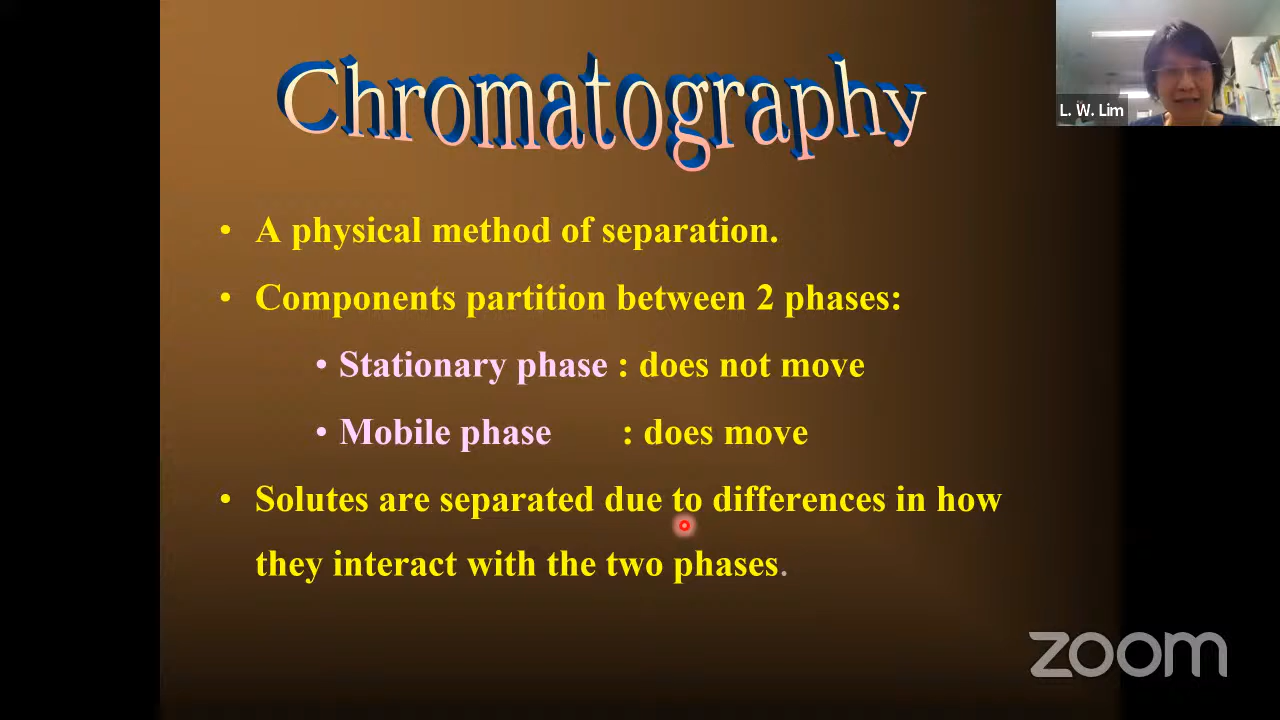 Chromatography
L. W. Lim
• A physical method of separation.
• Components partition between 2 phases:
• Stationary phase : does not move
• Mobile phase : does move
• Solutes are separated due to differences in how
they interact with the two phases.
zoom